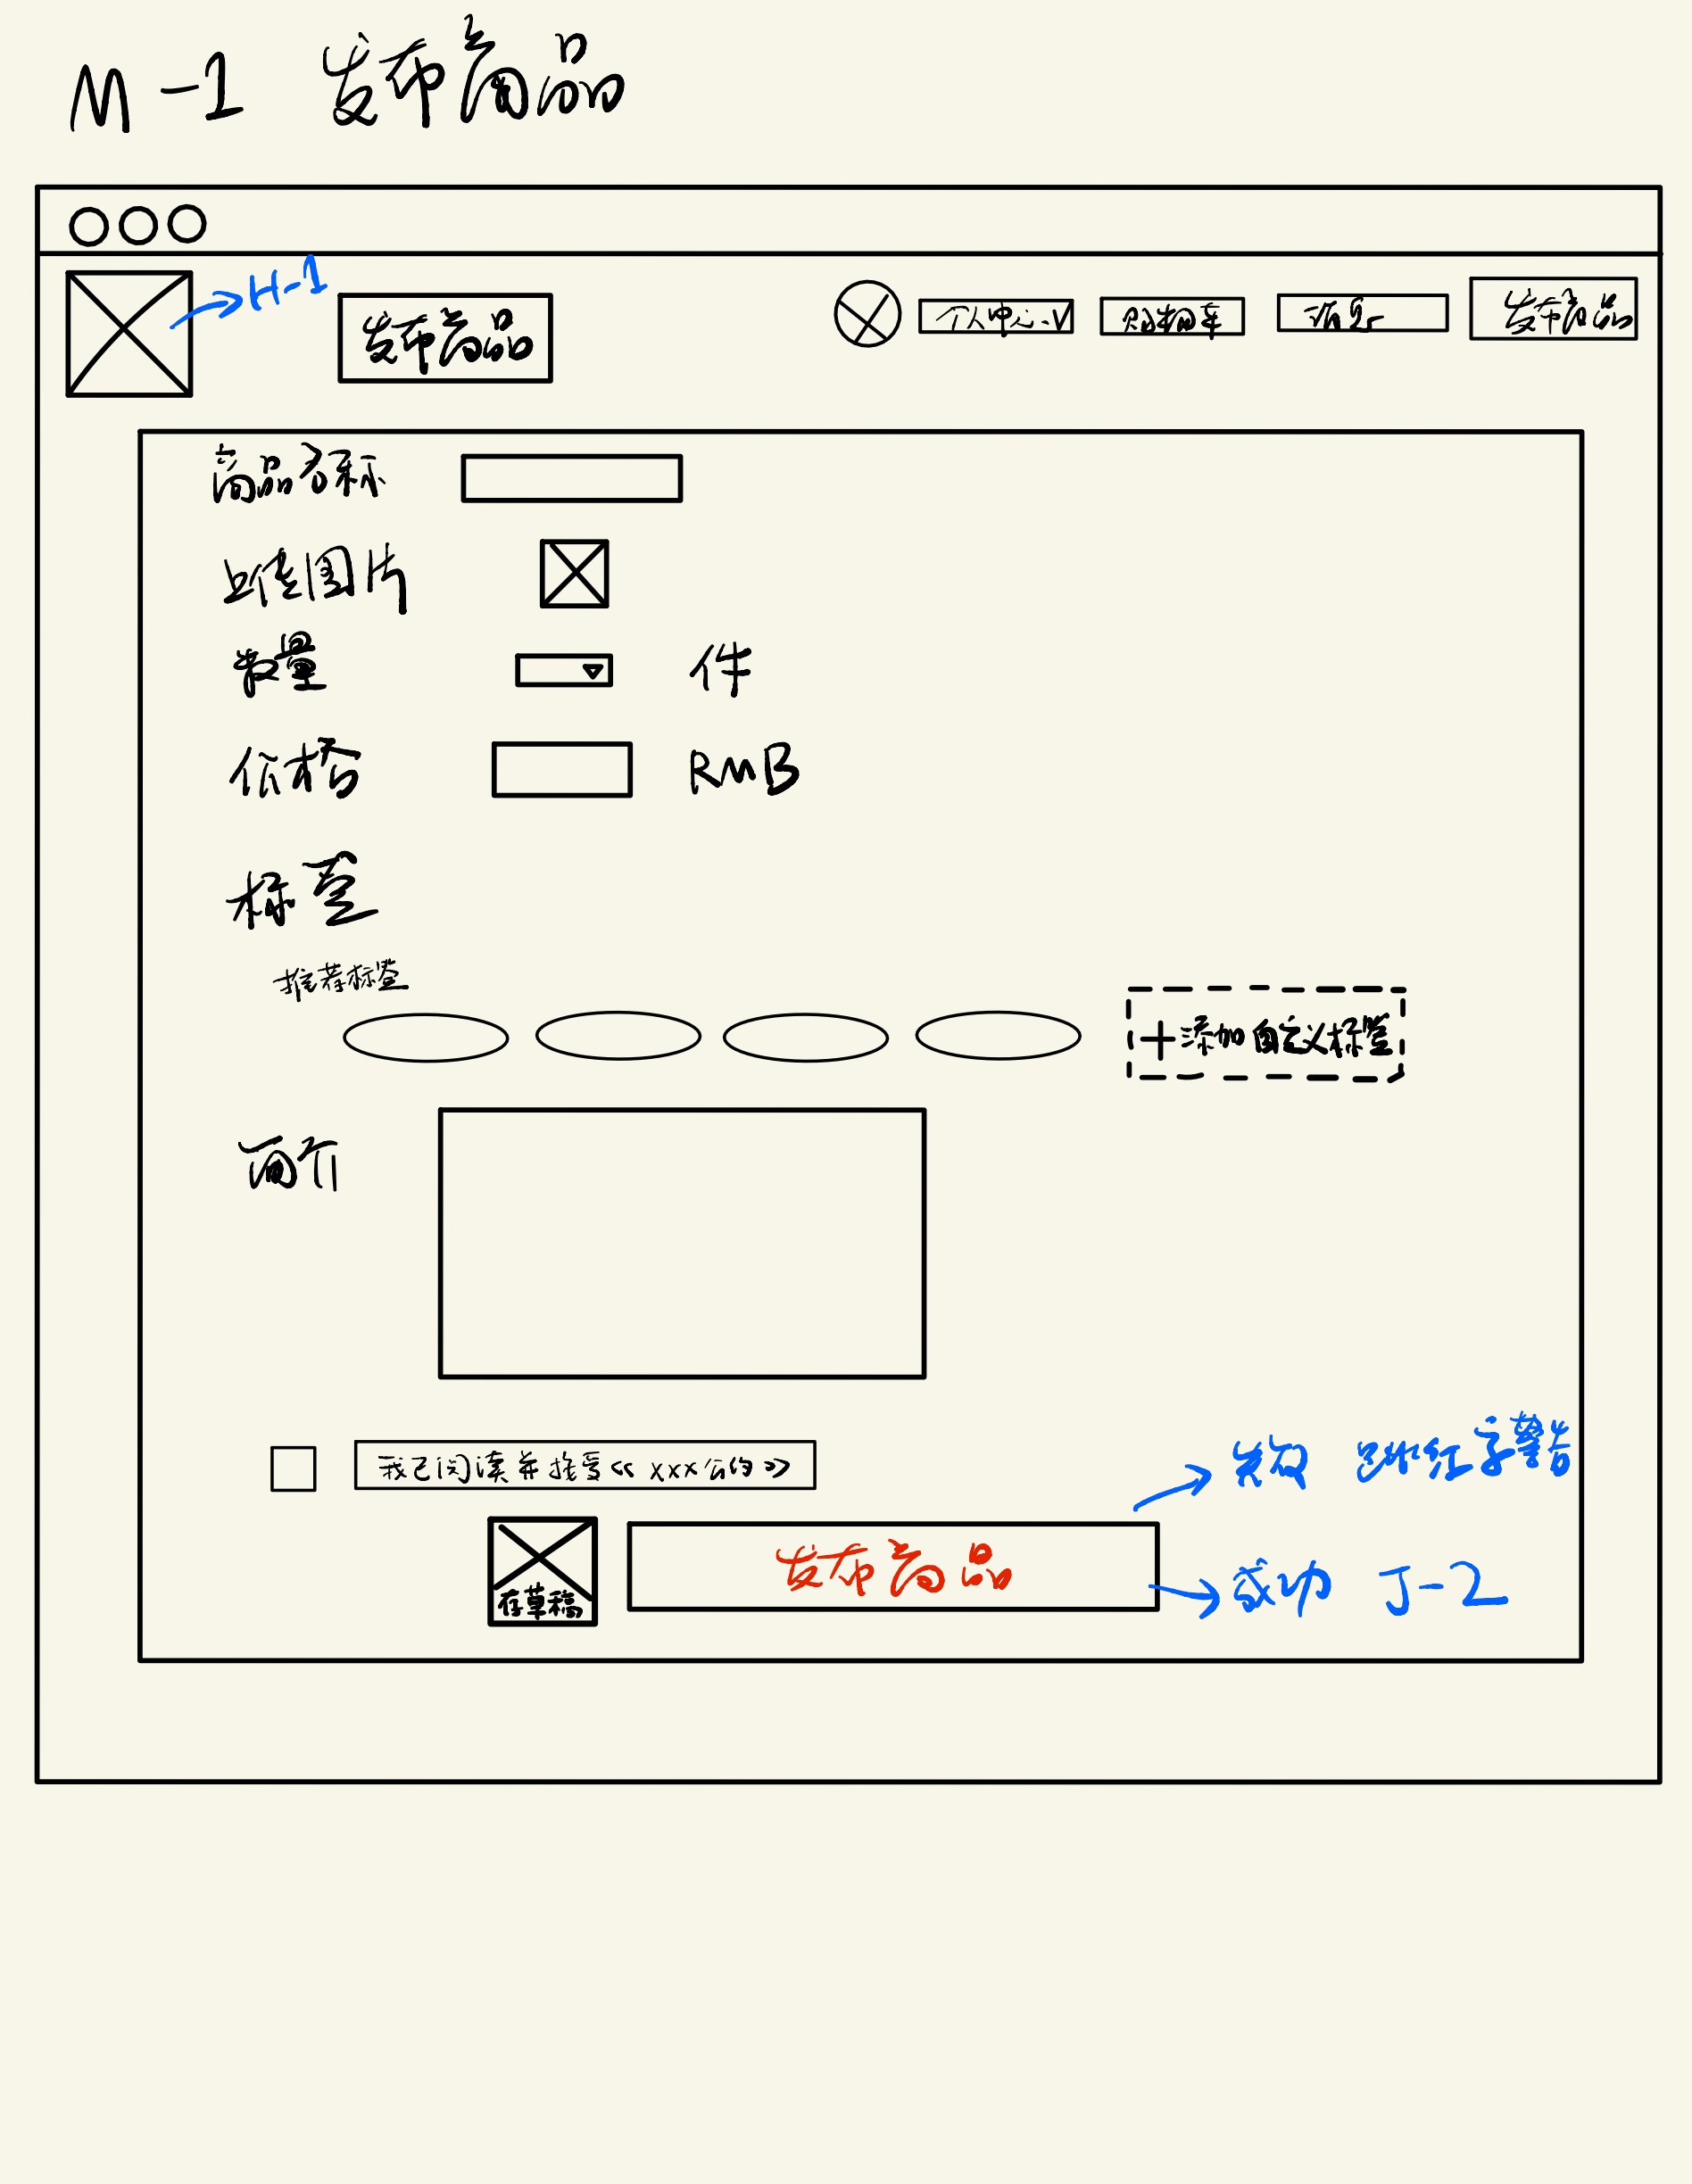 M-1 发布商品
H-1
发布商品
个人中心 V
购物车
消息
发布商品
商品名称
上传图片
数量 件
价格 RMB
标签
推荐标签
+添加自定义标签
简介
我已阅读并接受《xxx公约》
失败 跳红字警告
存草稿
发布商品
成功 J-2